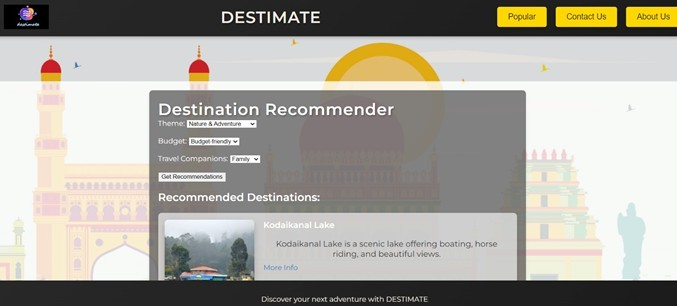 destimate
DESTIMATE
Popular
Contact Us
About Us
Destination Recommender
Theme: Nature & Adventure
Budget: Budget-friendly
Travel Companions: Family
Get Recommendations
Recommended Destinations:
Kodaikanal Lake
Kodaikanal Lake is a scenic lake offering boating, horse
riding, and beautiful views.
More Info
Discover your next adventure with DESTIMATE